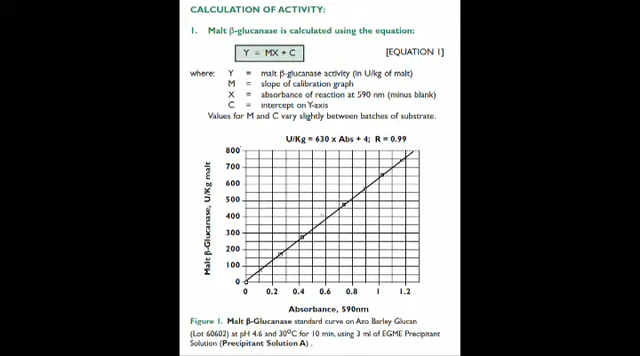 CALCULATION OF ACTIVITY:
1. Malt β-glucanase is calculated using the equation:
Y = MX + C [EQUATION 1]
where: Y = malt β-glucanase activity (in U/kg of malt)
M = slope of calibration graph
X = absorbance of reaction at 590 nm (minus blank)
C = intercept on Y-axis
Values for M and C vary slightly between batches of substrate.
U/Kg = 630 x Abs + 4; R = 0.99
Malt β-Glucanase, U/Kg malt
800
700
600
500
400
300
200
100
0
0 0.2 0.4 0.6 0.8 1 1.2
Absorbance, 590nm
Figure 1. Malt β-Glucanase standard curve on Azo Barley Glucan
(Lot 60602) at pH 4.6 and 30°C for 10 min, using 3 ml of EGME Precipitant
Solution (Precipitant Solution A) .